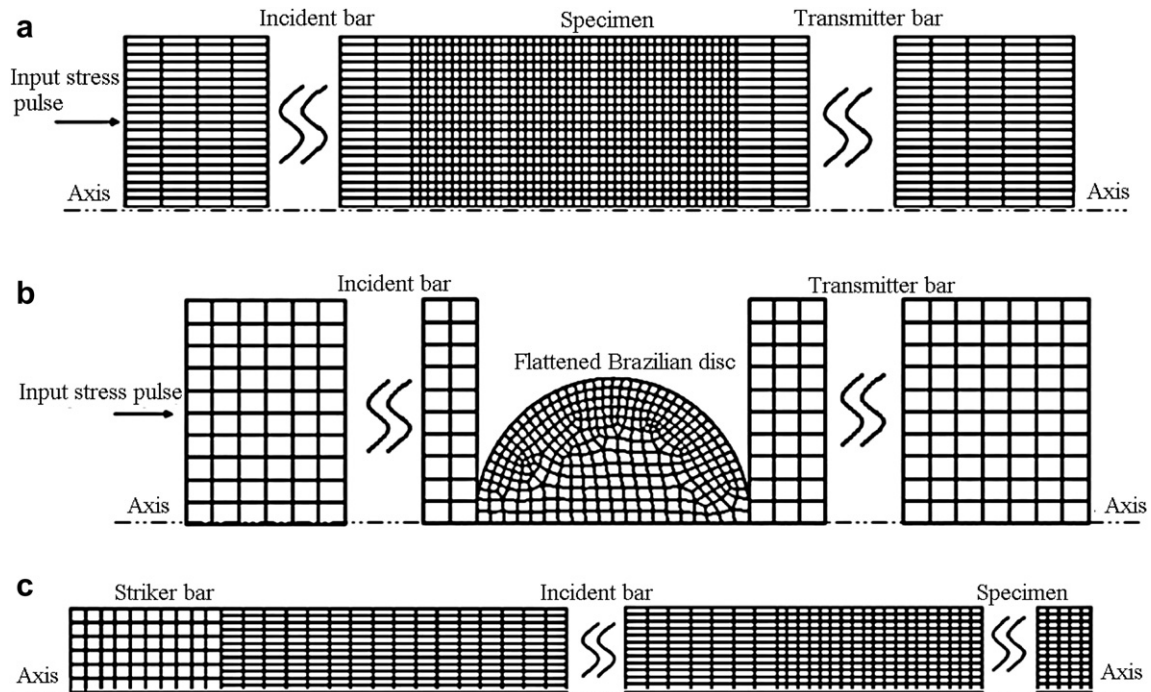 a
Incident bar Specimen Transmitter bar
Input stress
pulse
Axis Axis
b
Incident bar Transmitter bar
Flattened Brazilian disc
Input stress pulse
Axis Axis
c
Striker bar Incident bar Specimen
Axis Axis